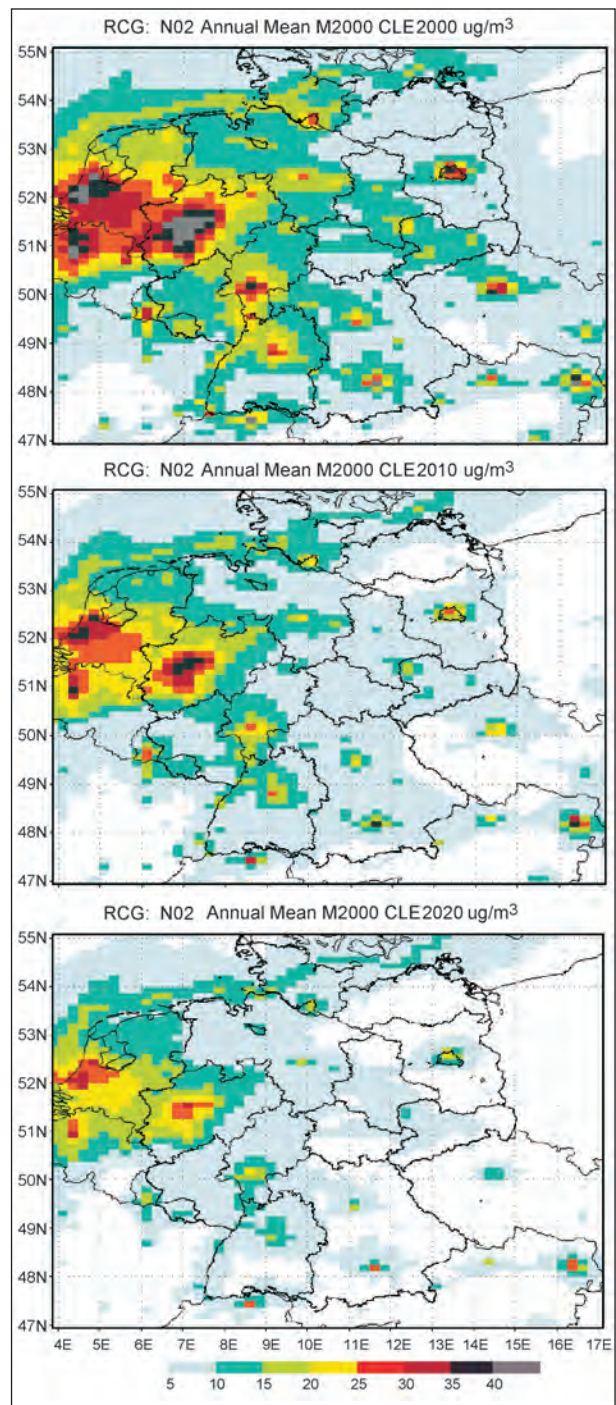 RCG: N02 Annual Mean M2000 CLE2000 ug/m³
55N
54N
53N
52N
51N
50N
49N
48N
47N
RCG: N02 Annual Mean M2000 CLE2010 ug/m³
55N
54N
53N
52N
51N
50N
49N
48N
47N
RCG: N02 Annual Mean M2000 CLE2020 ug/m³
55N
54N
53N
52N
51N
50N
49N
48N
47N
4E 5E 6E 7E 8E 9E 10E 11E 12E 13E 14E 15E 16E 17E
5 10 15 20 25 30 35 40